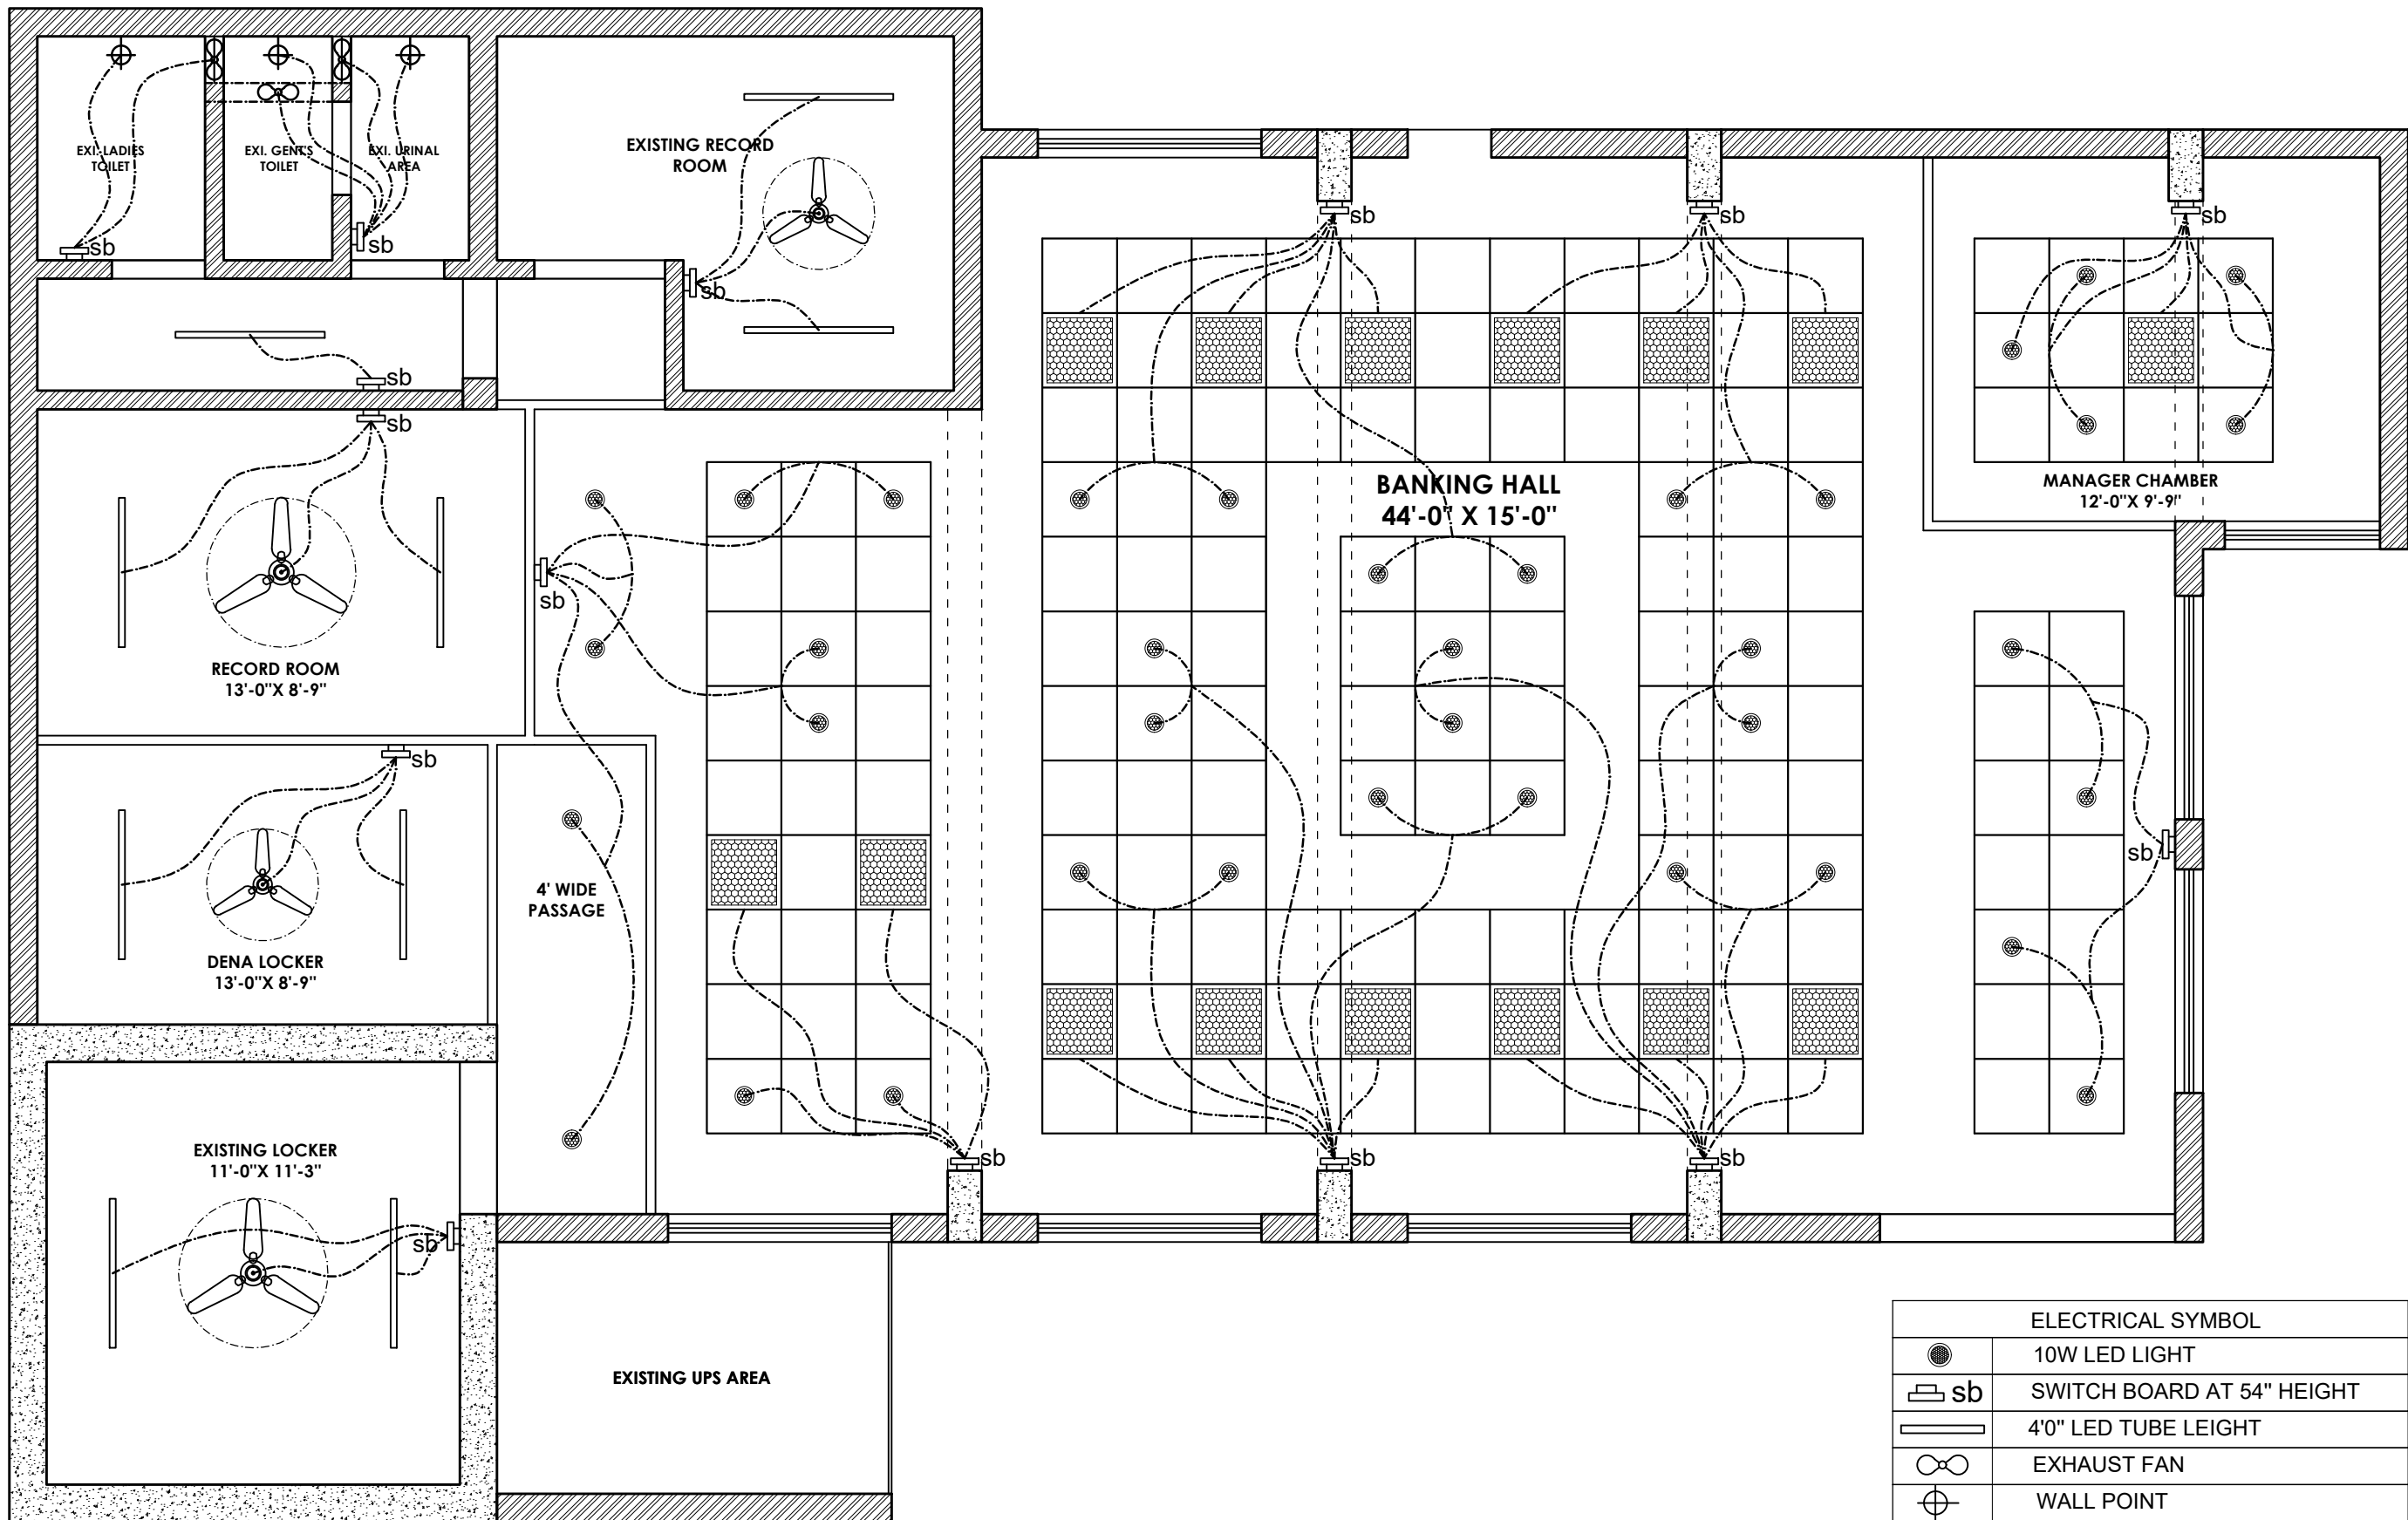 EXI. LADIES
TOILET
EXI. GENT'S
TOILET
EXI. URINAL
AREA
sb
sb
EXISTING RECORD
ROOM
sb
sb
sb
sb
sb
sb
BANKING HALL
44'-0" X 15'-0"
MANAGER CHAMBER
12'-0"X 9'-9"
sb
RECORD ROOM
13'-0"X 8'-9"
sb
sb
4' WIDE
PASSAGE
DENA LOCKER
13'-0"X 8'-9"
EXISTING LOCKER
11'-0"X 11'-3"
sb
sb
sb
sb
EXISTING UPS AREA
ELECTRICAL SYMBOL
10W LED LIGHT
sb SWITCH BOARD AT 54" HEIGHT
4'0" LED TUBE LEIGHT
EXHAUST FAN
WALL POINT